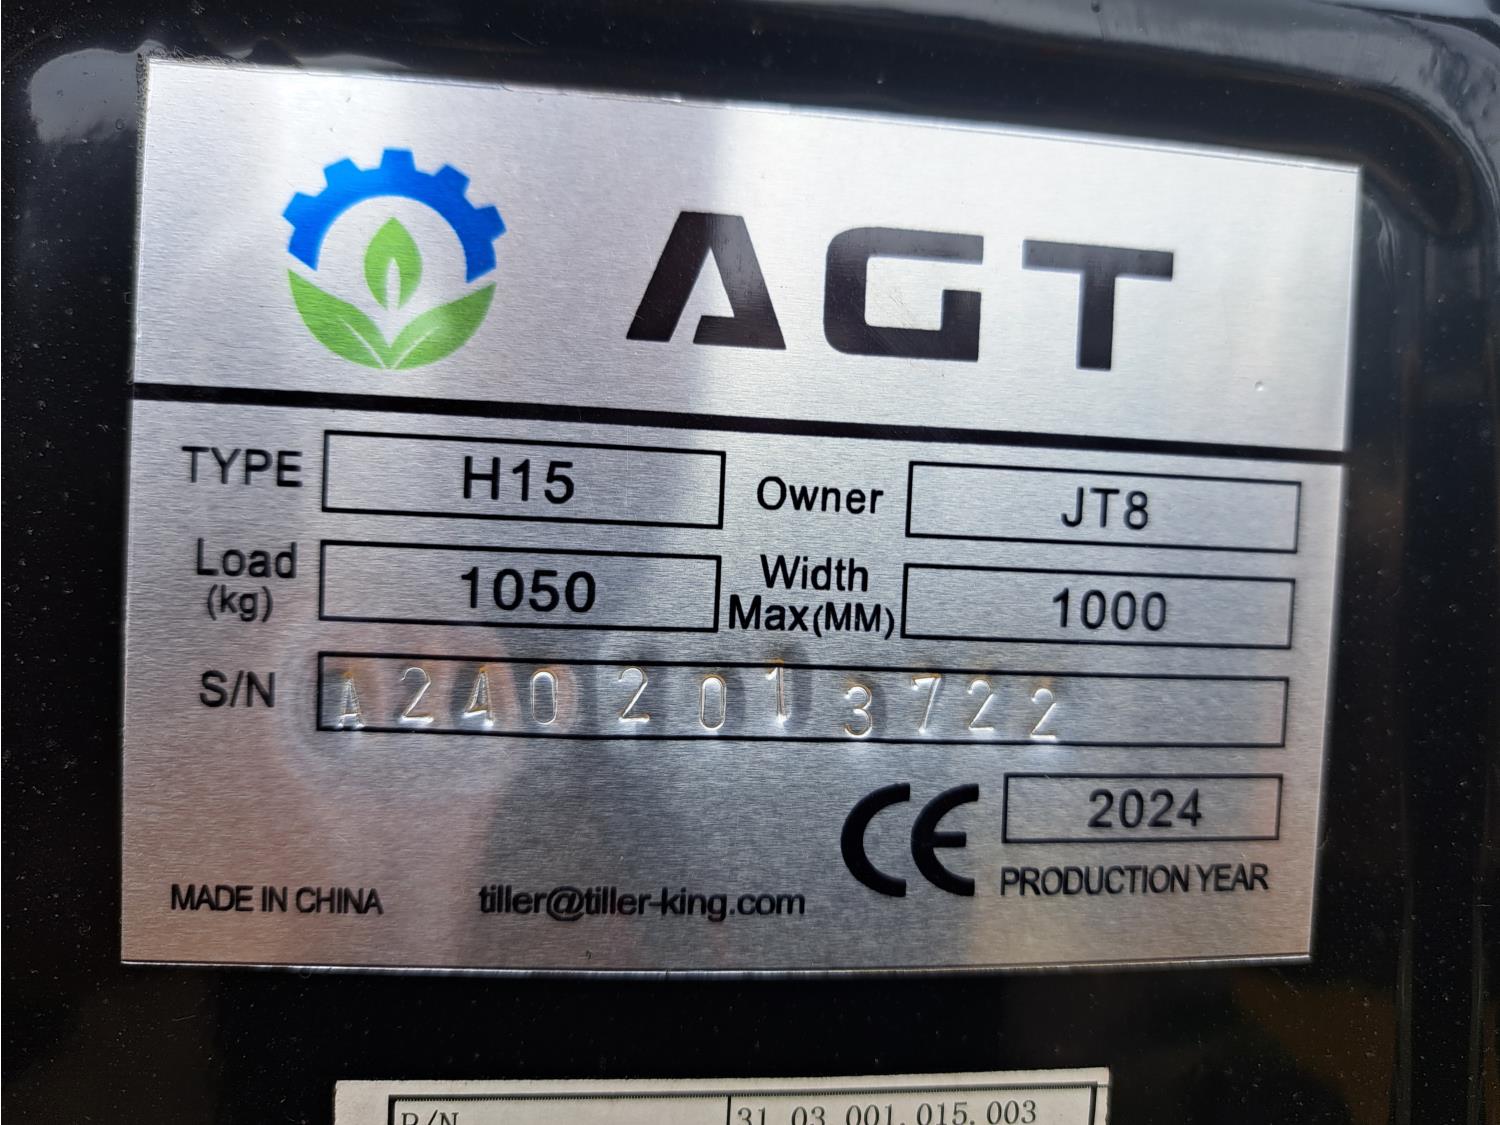 AGT
TYPE H15 Owner JT8
Load (kg) 1050 Width Max(MM) 1000
S/N A2402013722
CE 2024
PRODUCTION YEAR
MADE IN CHINA tiller@tiller-king.com
P/N 31.03.001.015.003